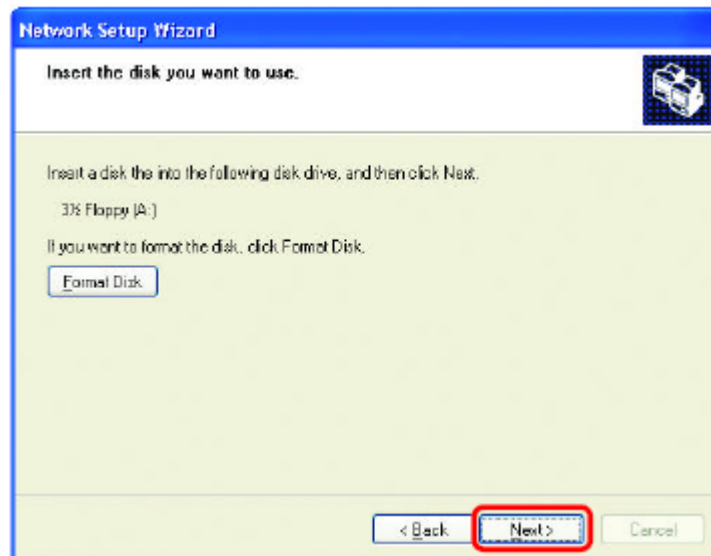 Network Setup Wizard
Insert the disk you want to use.
Insert a disk the into the following disk drive, and then click Next.
3½ Floppy (A:)
If you want to format the disk, click Format Disk.
Format Disk
< Back Next > Cancel